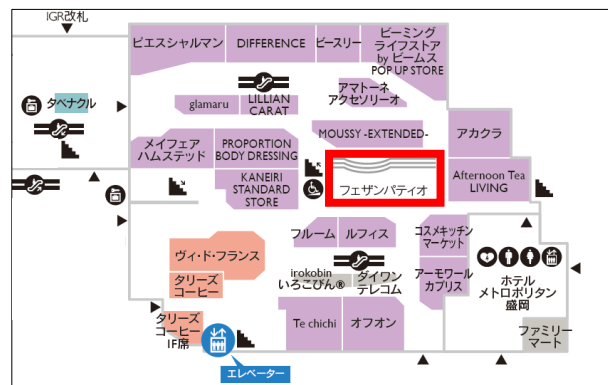 IGR改札
ピエスシャルマン
DIFFERENCE
ピースリー
ビーミング
ライフストア
by ビームス
POP UP STORE
タベナクル
glamaru
LILLIAN
CARAT
アマトーネ
アクセソリーオ
メイフェア
ハムステッド
PROPORTION
BODY DRESSING
MOUSSY -EXTENDED-
アカクラ
KANEIRI
STANDARD
STORE
フェザンパティオ
Afternoon Tea
LIVING
フルーム
ルフィス
コスメキッチン
マーケット
ヴィ・ド・フランス
タリーズ
コーヒー
irokobin
いろこびん®
ダイワン
テレコム
アーモワール
カプリス
ホテル
メトロポリタン
盛岡
タリーズ
コーヒー
IF席
Te chichi
オフオン
ファミリー
マート
エレベーター